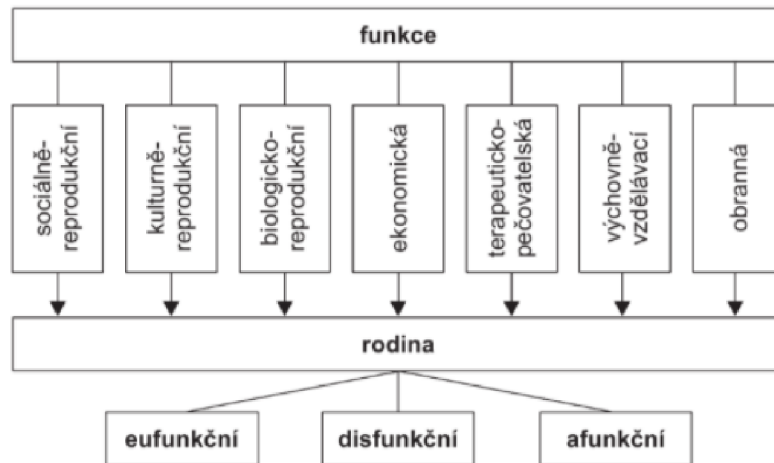 funkce
sociálně-
reprodukční
kulturně-
reprodukční
biologicko-
reprodukční
ekonomická
terapeuticko-
pečovatelská
výchovně-
vzdělávací
obranná
rodina
eufunkční
disfunkční
afunkční